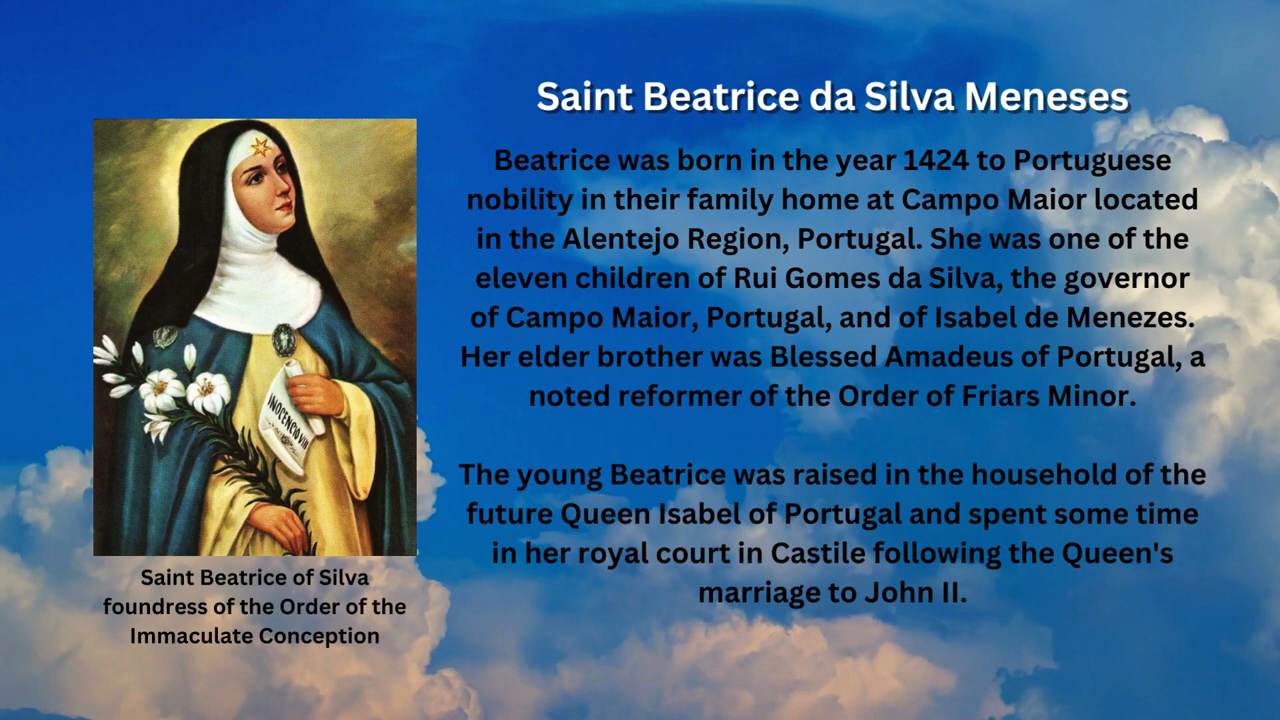 Saint Beatrice da Silva Meneses
Beatrice was born in the year 1424 to Portuguese
nobility in their family home at Campo Maior located
in the Alentejo Region, Portugal. She was one of the
eleven children of Rui Gomes da Silva, the governor
of Campo Maior, Portugal, and of Isabel de Menezes.
Her elder brother was Blessed Amadeus of Portugal, a
noted reformer of the Order of Friars Minor.
The young Beatrice was raised in the household of the
future Queen Isabel of Portugal and spent some time
in her royal court in Castile following the Queen's
marriage to John II.
INOCENCIO VIII
Saint Beatrice of Silva
foundress of the Order of the
Immaculate Conception